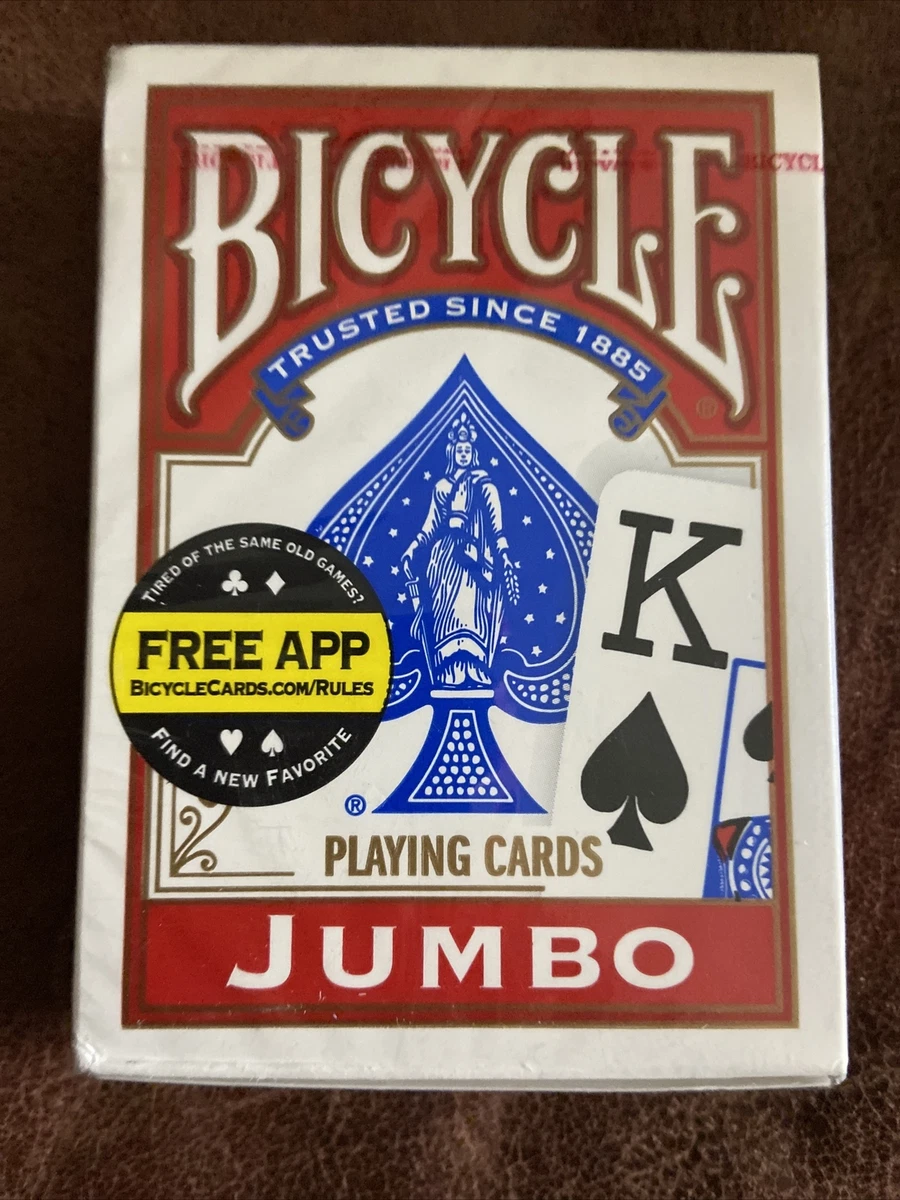 BICYCLE
BICYCL
TRUSTED SINCE 1885
®
K
TIRED OF THE SAME OLD GAMES?
FREE APP
BICYCLECARDS.COM/RULES
FIND A NEW FAVORITE
®
PLAYING CARDS
JUMBO